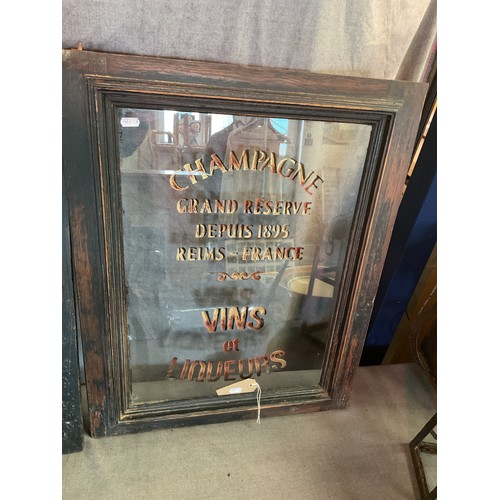 CHAMPAGNE
GRAND RESERVE
DEPUIS 1895
REIMS - FRANCE
VINS
et
LIQUEURS